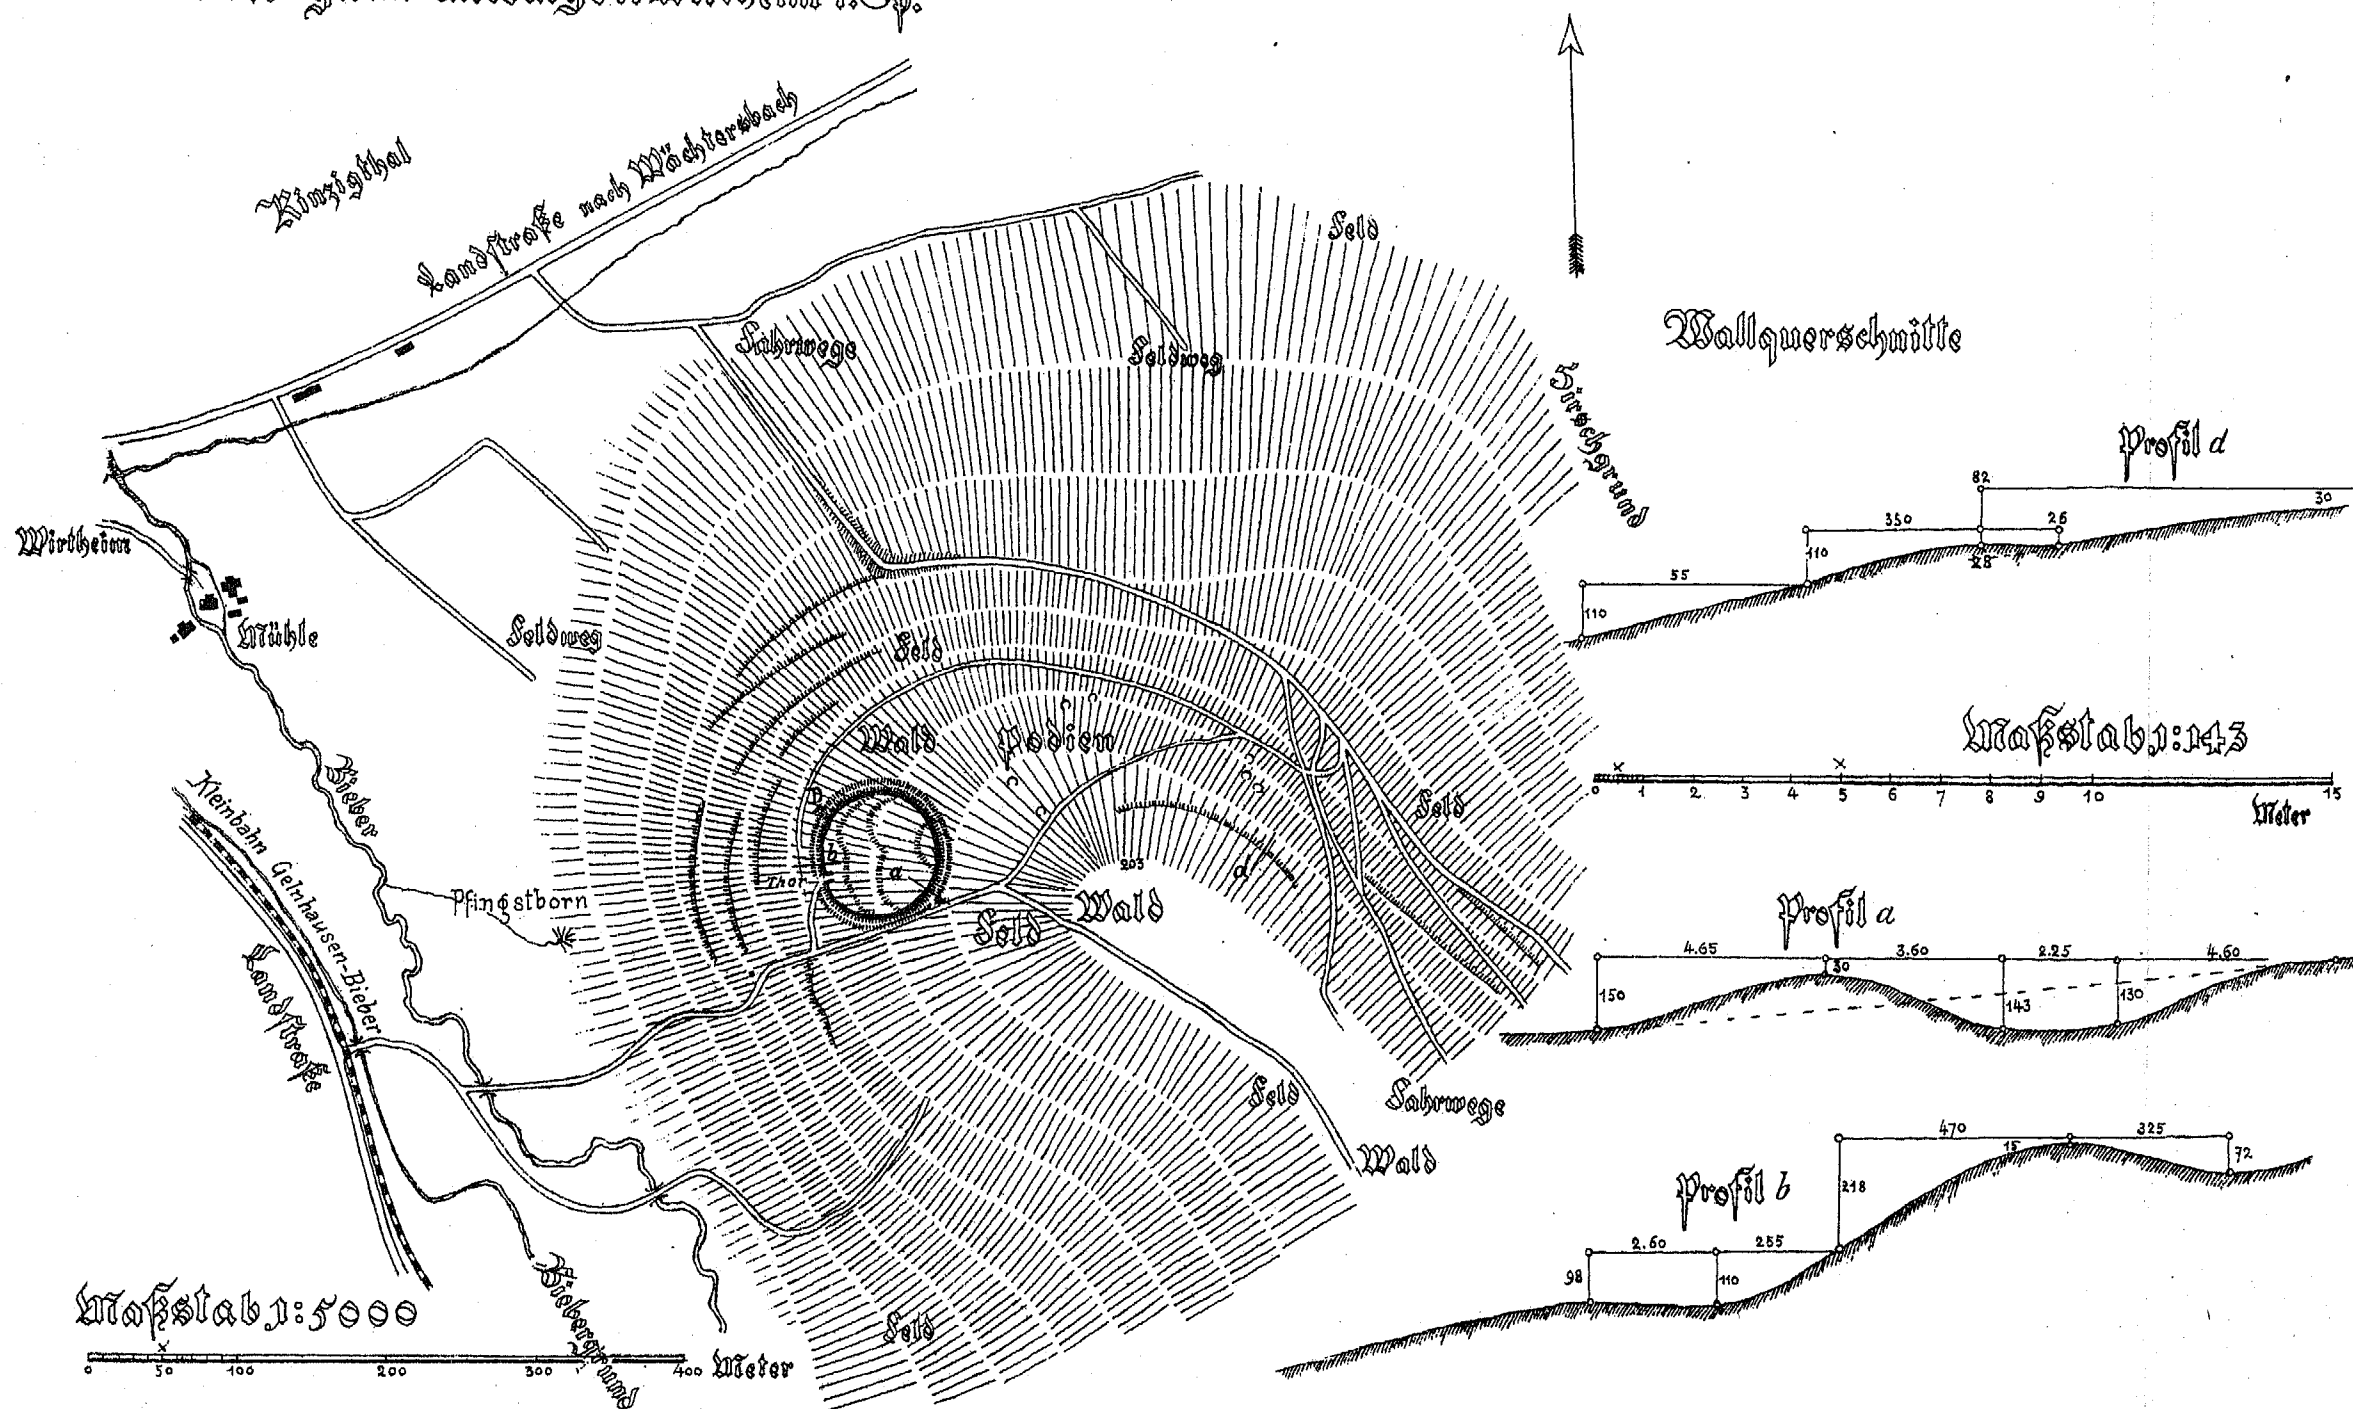 Wirtheim i. Sp.
Kinzigthal
Landstraße nach Wächtersbach
Feld
Fahrwege
Feldweg
Hirschgrund
Wallquerschnitte
Profil d
82
30
350
26
110
28
55
110
Wirtheim
Mühle
Feldweg
Feld
Bieber
Wald
Podien
Maßstab 1:143
0 1 2 3 4 5 6 7 8 9 10 15
Meter
Kleinbahn Gelnhausen-Bieber
Landstraße
Pfingstborn
b
Thor
a
203
d
Feld
Wald
Feld
Profil a
4.65 3.60 2.25 4.60
30
150
143
130
Feld
Fahrwege
Wald
Profil b
470 325
15
72
218
2.60 255
98
110
Maßstab 1:5000
0 50 100 200 300 400 Meter
Biebergrund
Feld